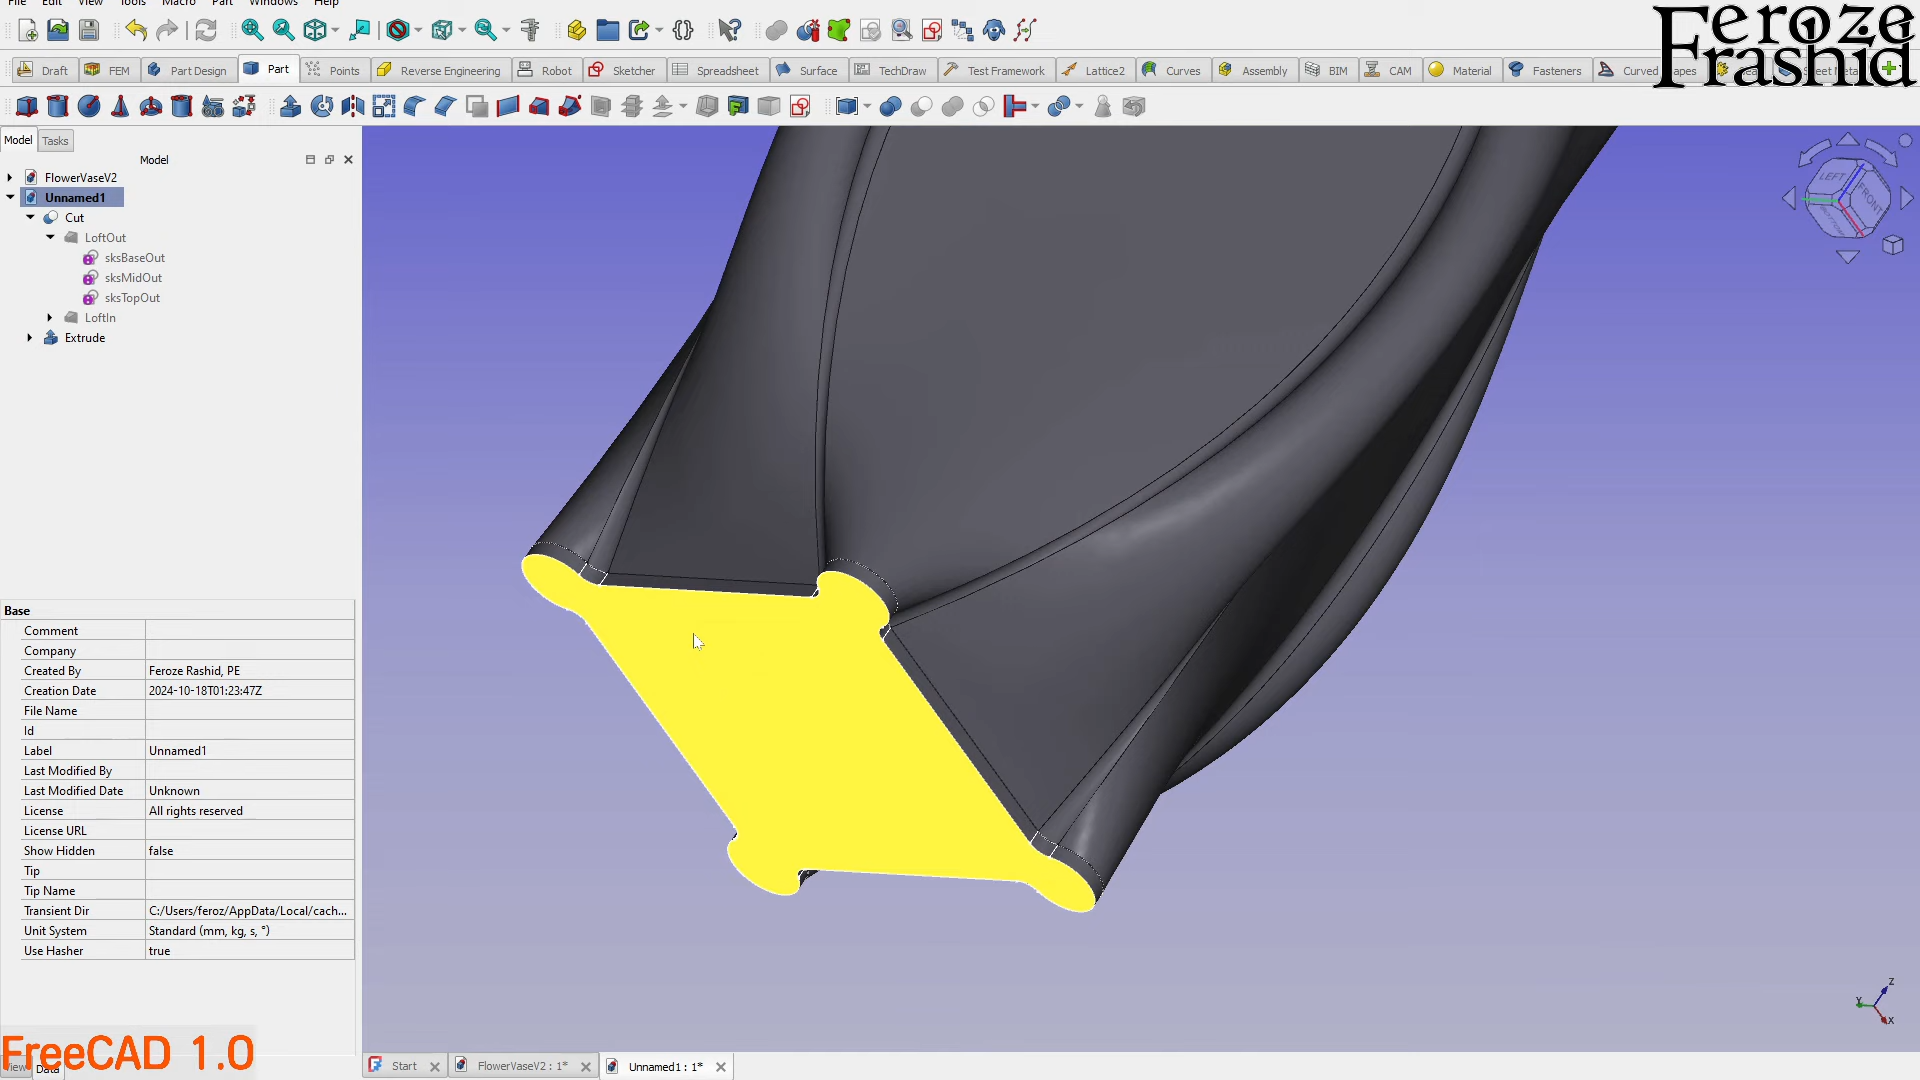 File Edit View Tools Macro Part Windows Help
Feroze
Frashid
Draft FEM Part Design Part Points Reverse Engineering Robot Sketcher Spreadsheet Surface TechDraw Test Framework Lattice2 Curves Assembly BIM CAM Material Fasteners
Model Tasks
Model
FlowerVaseV2
Unnamed1
Cut
LoftOut
sksBaseOut
sksMidOut
sksTopOut
LoftIn
Extrude
LEFT FRONT
Base
Comment
Company
Created By Feroze Rashid, PE
Creation Date 2024-10-18T01:23:47Z
File Name
Id
Label Unnamed1
Last Modified By
Last Modified Date Unknown
License All rights reserved
License URL
Show Hidden false
Tip
Tip Name
Transient Dir C:/Users/feroz/AppData/Local/cach...
Unit System Standard (mm, kg, s, °)
Use Hasher true
Z
Y
X
FreeCAD 1.0
View Data
Start FlowerVaseV2 : 1* Unnamed1 : 1*